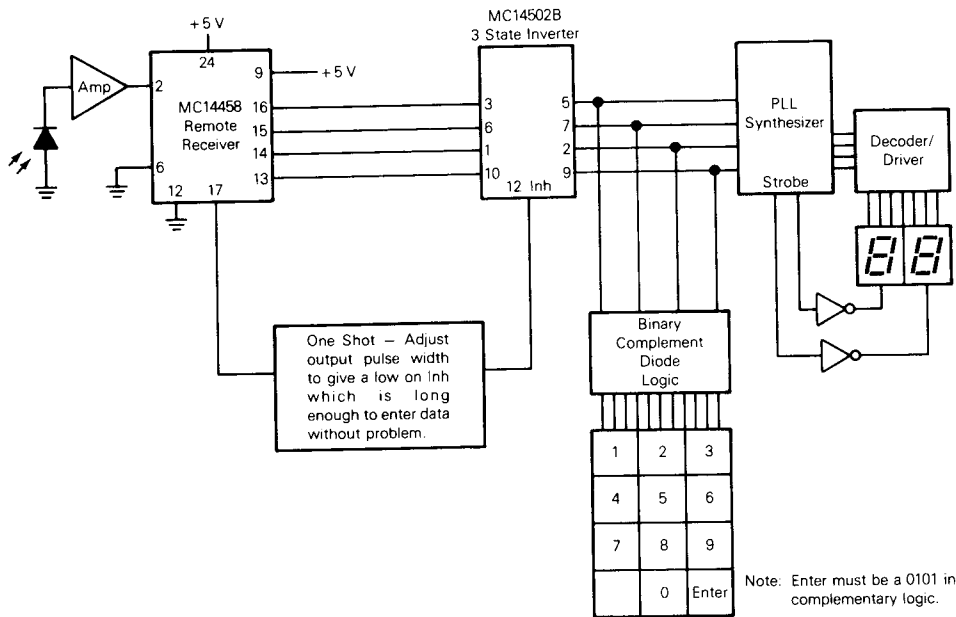 MC14502B
3 State Inverter
+5 V
24
9
+5 V
Amp
2
MC14458
Remote
Receiver
16
15
14
13
6
12
17
3
6
1
10
12 Inh
5
7
2
9
PLL
Synthesizer
Strobe
Decoder/
Driver
8 8
One Shot – Adjust
output pulse width
to give a low on Inh
which is long
enough to enter data
without problem.
Binary
Complement
Diode
Logic
1 2 3
4 5 6
7 8 9
0 Enter
Note: Enter must be a 0101 in
complementary logic.